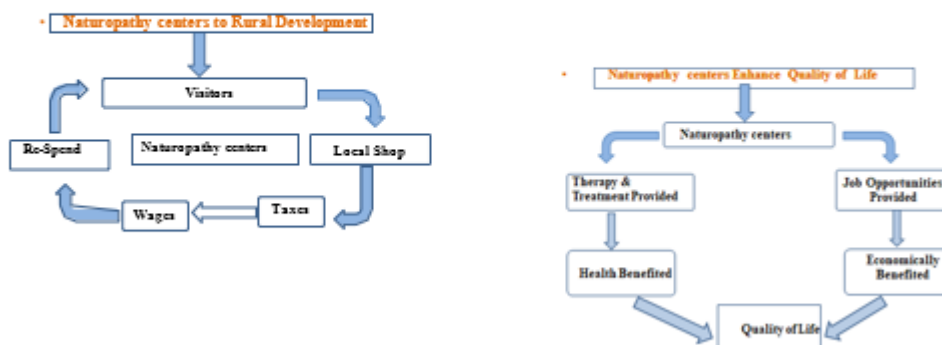 • Naturopathy centers to Rural Development
Visitors
Re-Spend
Naturopathy centers
Local Shop
Wages
Taxes
• Naturopathy centers Enhance Quality of Life
Naturopathy centers
Therapy &
Treatment Provided
Job Opportunities
Provided
Health Benefited
Economically
Benefited
Quality of Life